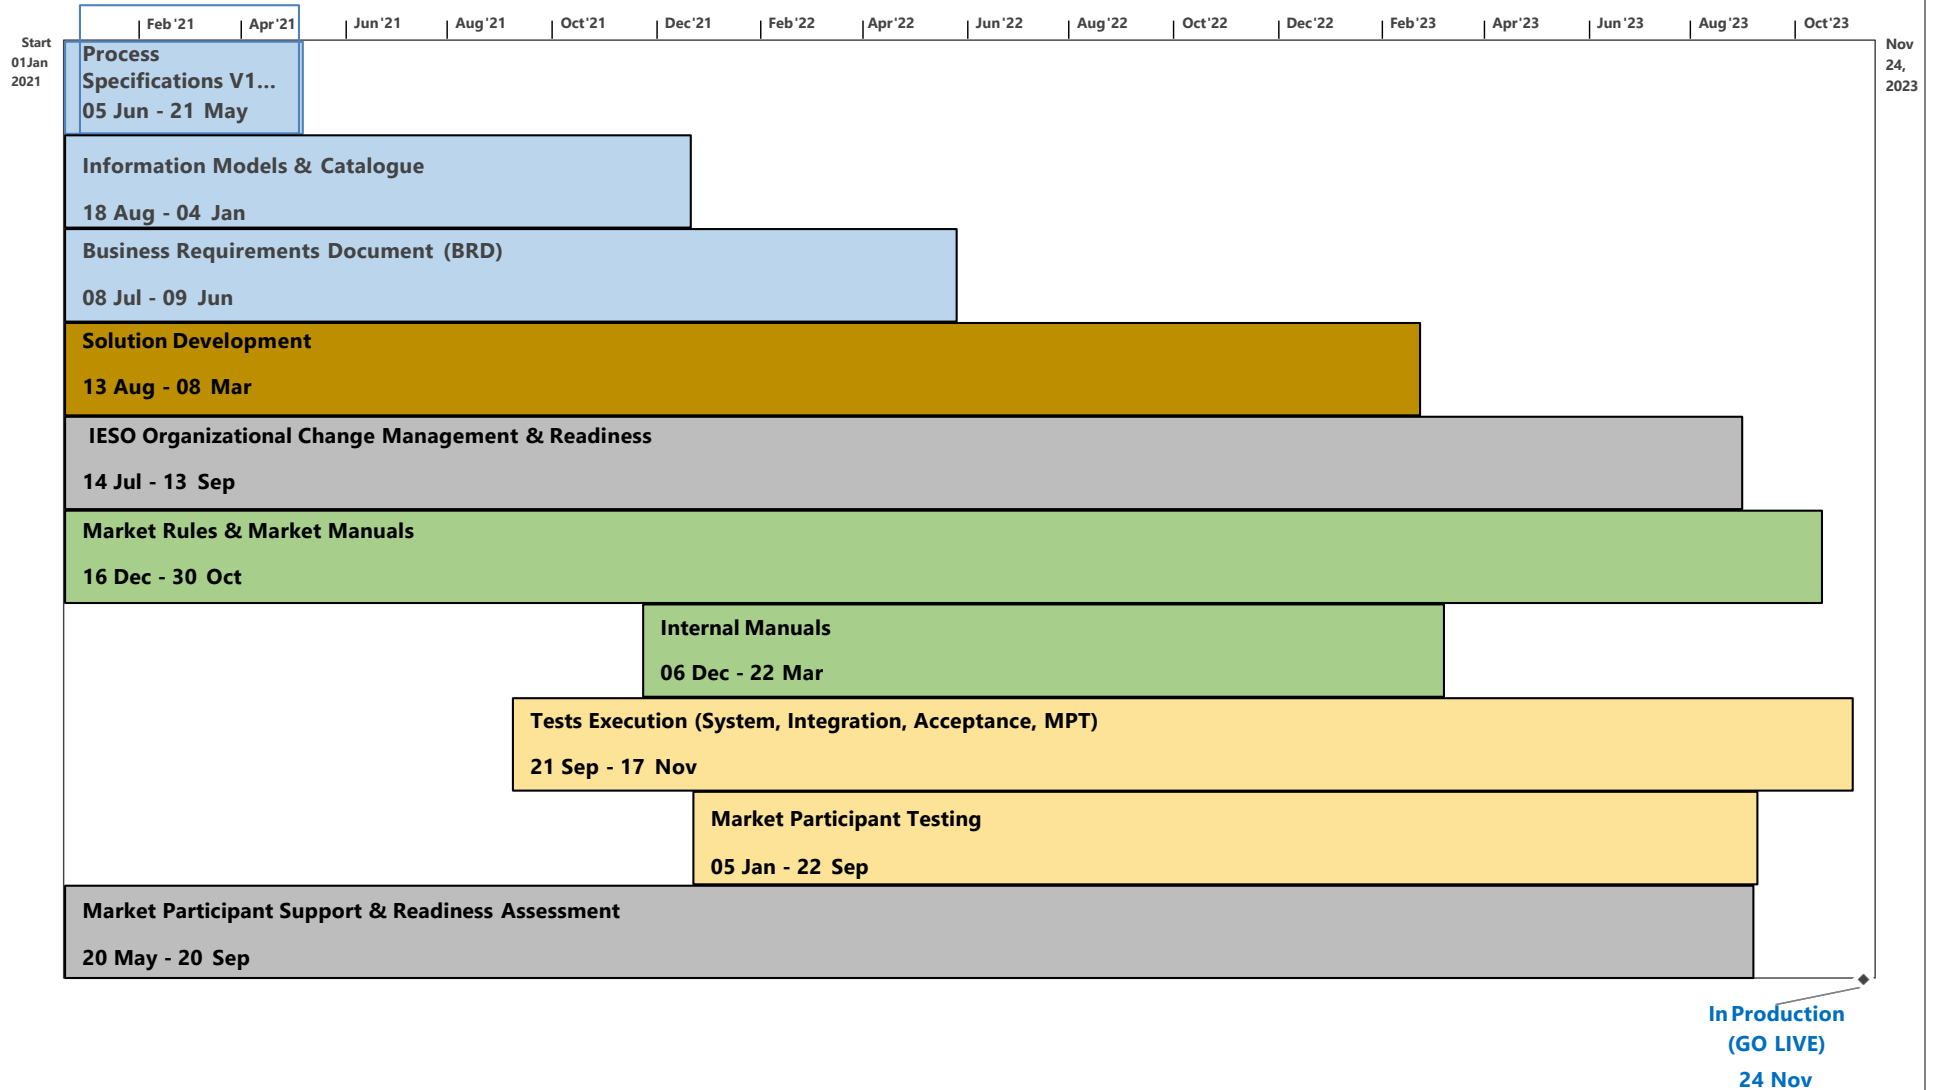 Feb '21 Apr '21 Jun '21 Aug '21 Oct '21 Dec '21 Feb '22 Apr '22 Jun '22 Aug '22 Oct '22 Dec '22 Feb '23 Apr '23 Jun '23 Aug '23 Oct '23
Start
01 Jan
2021
Nov
24,
2023
Process
Specifications V1...
05 Jun - 21 May
Information Models & Catalogue
18 Aug - 04 Jan
Business Requirements Document (BRD)
08 Jul - 09 Jun
Solution Development
13 Aug - 08 Mar
IESO Organizational Change Management & Readiness
14 Jul - 13 Sep
Market Rules & Market Manuals
16 Dec - 30 Oct
Internal Manuals
06 Dec - 22 Mar
Tests Execution (System, Integration, Acceptance, MPT)
21 Sep - 17 Nov
Market Participant Testing
05 Jan - 22 Sep
Market Participant Support & Readiness Assessment
20 May - 20 Sep
In Production
(GO LIVE)
24 Nov